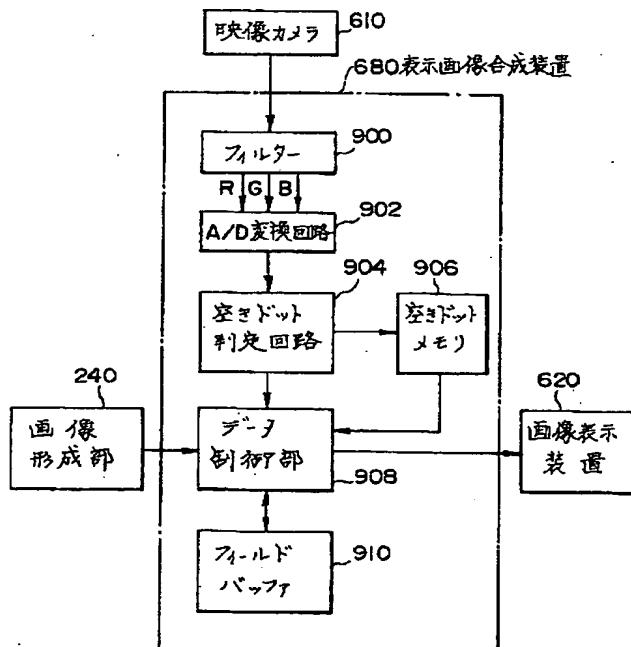 映像カメラ
610
680表示画像合成装置
900
フィルター
R G B
902
A/D変換回路
904
906
空きドット
判定回路
空きドット
メモリ
240
画像
形成部
データ
制御部
908
620
画像表示
装置
910
フィールド
バッファ